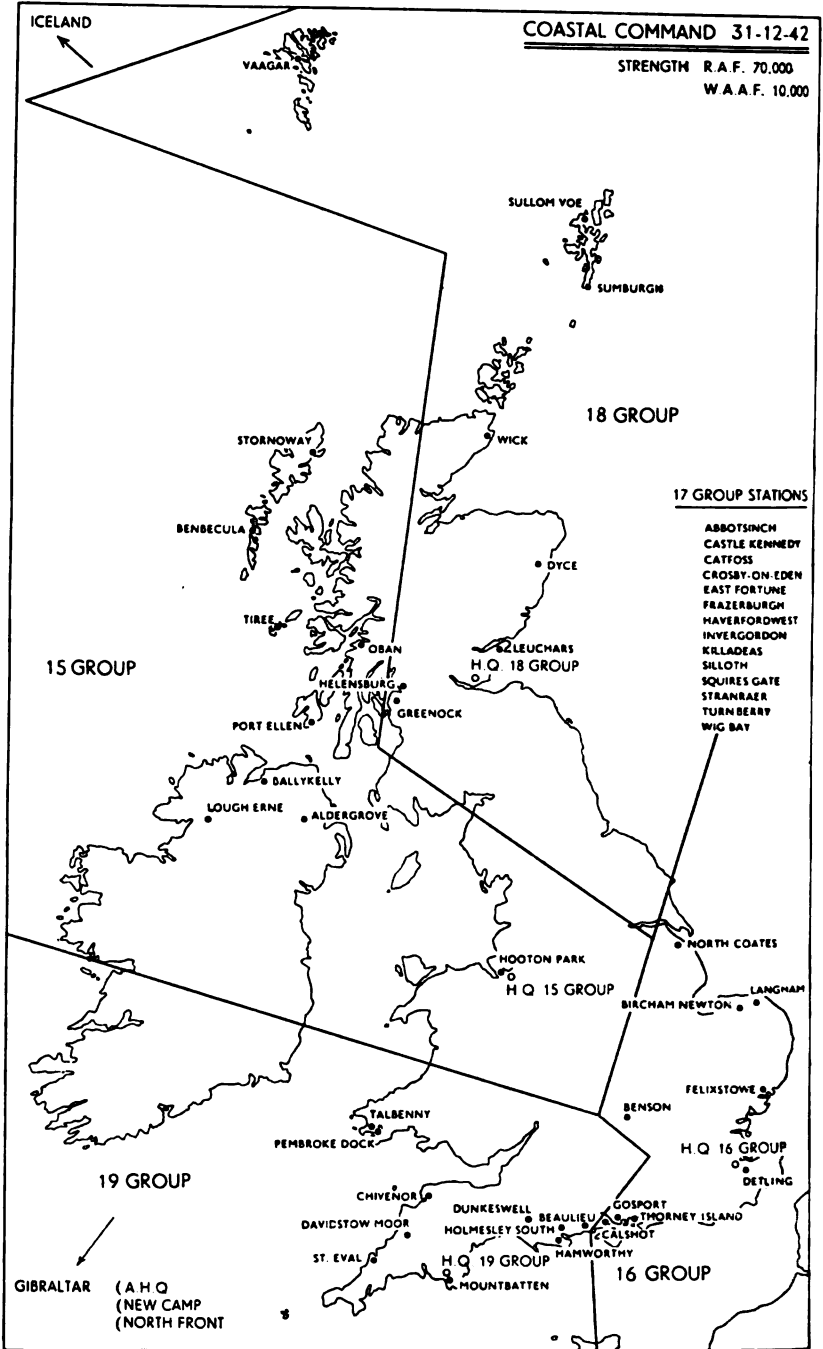 ICELAND
COASTAL COMMAND 31-12-42
STRENGTH R.A.F. 70,000
W.A.A.F. 10,000
VAAGAR
SULLOM VOE
SUMBURGH
18 GROUP
STORNOWAY
WICK
17 GROUP STATIONS
ABBOTSINCH
CASTLE KENNEDY
CATFOSS
CROSBY-ON-EDEN
EAST FORTUNE
FRAZERBURGH
HAVERFORDWEST
INVERGORDON
KILLADEAS
SILLOTH
SQUIRES GATE
STRANRAER
TURNBERRY
WIG BAY
BENBECULA
DYCE
TIREE
OBAN
LEUCHARS
H.Q. 18 GROUP
15 GROUP
HELENSBURG
GREENOCK
PORT ELLEN
BALLYKELLY
LOUGH ERNE
ALDERGROVE
NORTH COATES
HOOTON PARK
H.Q. 15 GROUP
LANGHAM
BIRCHAM NEWTON
FELIXSTOWE
BENSON
TALBENNY
PEMBROKE DOCK
H.Q. 16 GROUP
DETLING
19 GROUP
CHIVENOR
DUNKESWELL
BEAULIEU
GOSPORT
THORNEY ISLAND
DAVIDSTOW MOOR
HOLMESLEY SOUTH
CALSHOT
HAMWORTHY
ST. EVAL
H.Q. 19 GROUP
MOUNTBATTEN
16 GROUP
GIBRALTAR (A.H.Q
(NEW CAMP
(NORTH FRONT